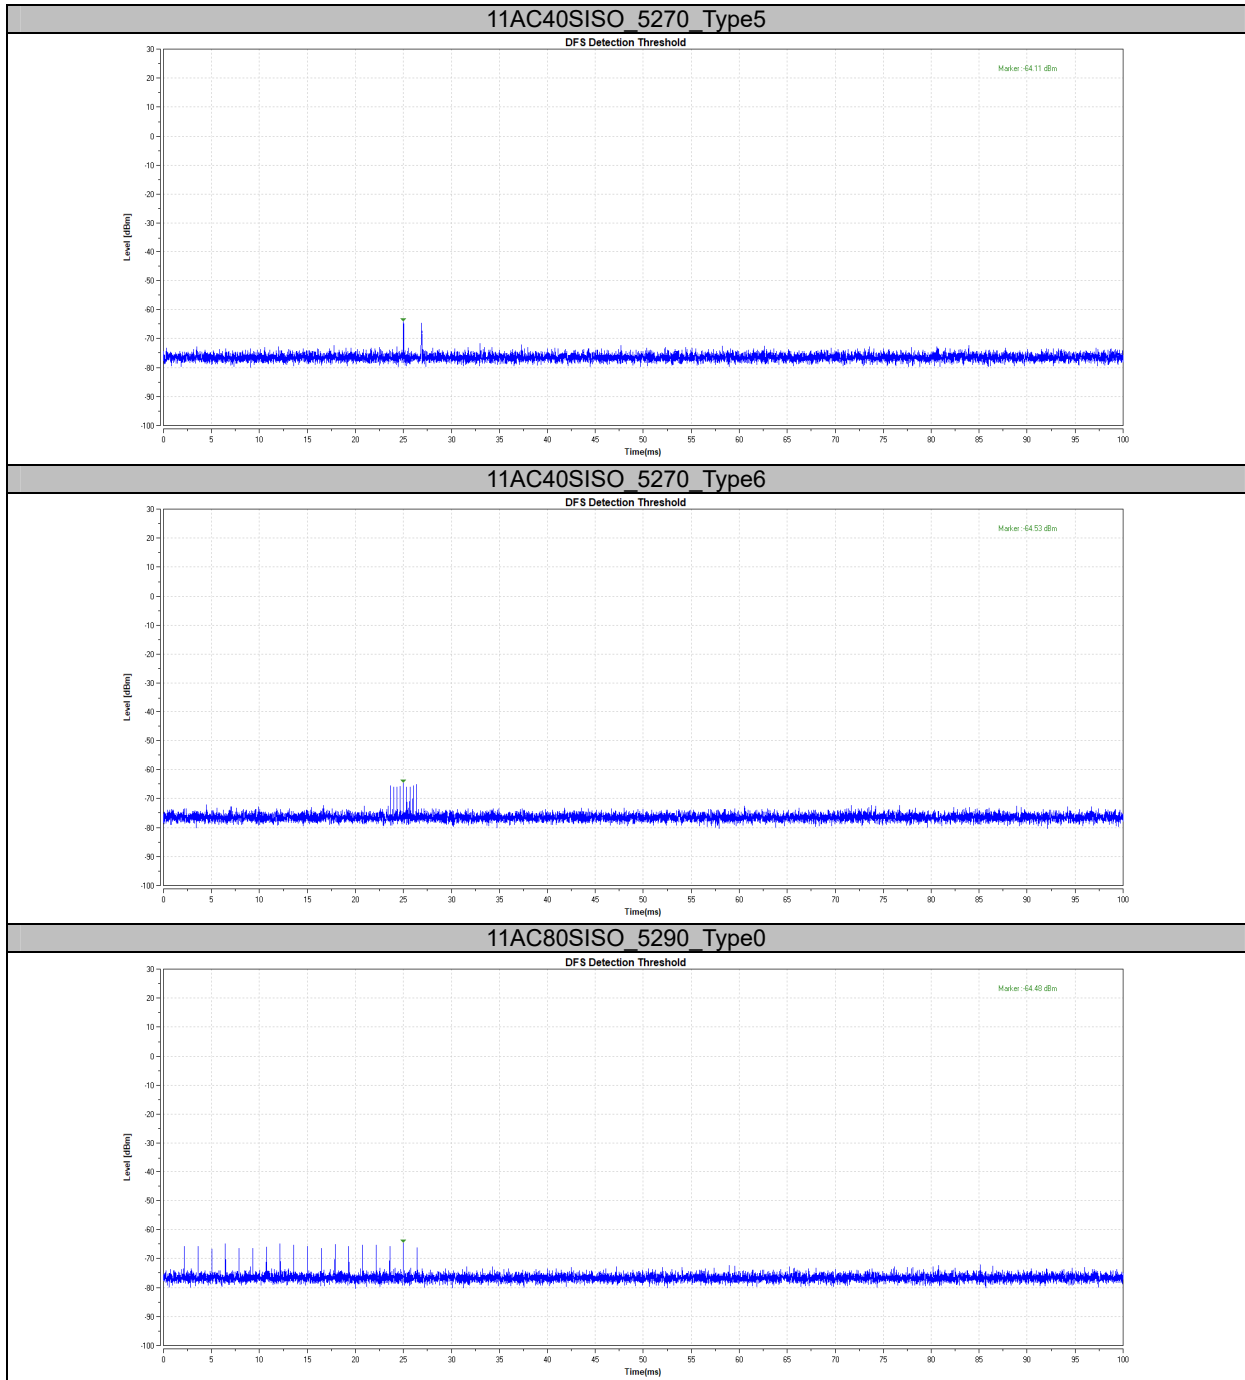 11AC40SISO_5270_Type5
DFS Detection Threshold
Marker :-64.11 dBm
30
20
10
0
-10
-20
-30
-40
-50
-60
-70
-80
-90
-100
Level [dBm]
0 5 10 15 20 25 30 35 40 45 50 55 60 65 70 75 80 85 90 95 100
Time(ms)
11AC40SISO_5270_Type6
DFS Detection Threshold
Marker :-64.53 dBm
30
20
10
0
-10
-20
-30
-40
-50
-60
-70
-80
-90
-100
Level [dBm]
0 5 10 15 20 25 30 35 40 45 50 55 60 65 70 75 80 85 90 95 100
Time(ms)
11AC80SISO_5290_Type0
DFS Detection Threshold
Marker :-64.48 dBm
30
20
10
0
-10
-20
-30
-40
-50
-60
-70
-80
-90
-100
Level [dBm]
0 5 10 15 20 25 30 35 40 45 50 55 60 65 70 75 80 85 90 95 100
Time(ms)